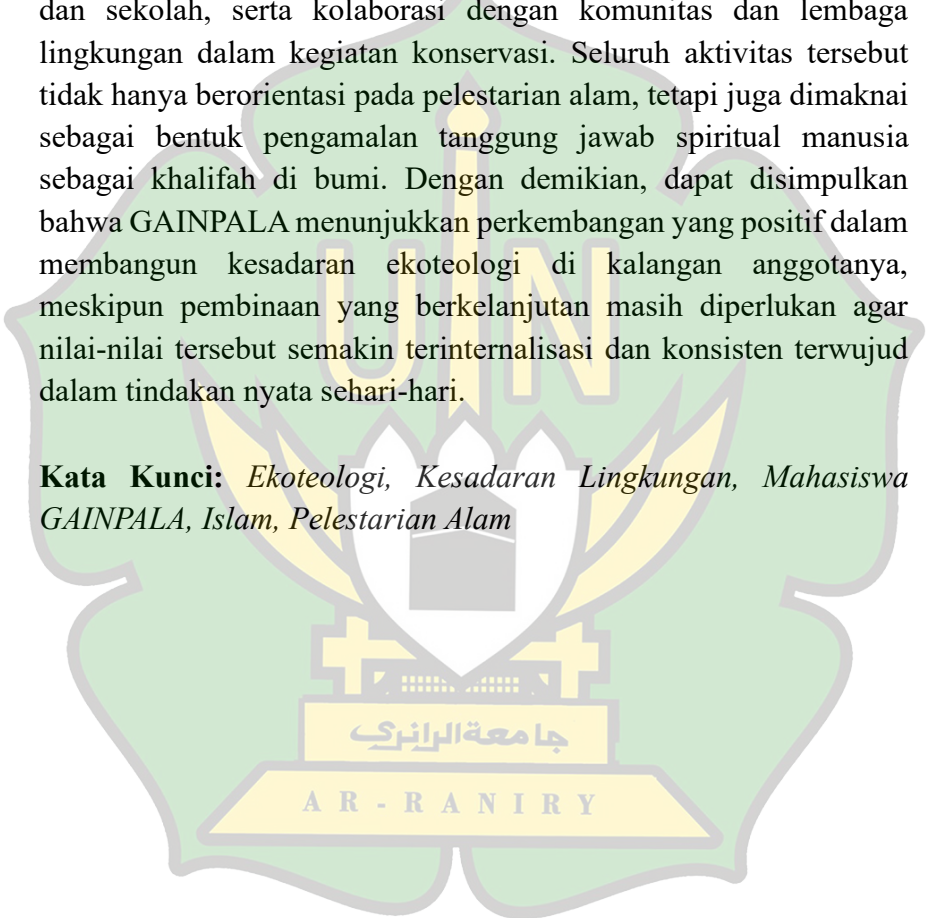 dan sekolah, serta kolaborasi dengan komunitas dan lembaga
lingkungan dalam kegiatan konservasi. Seluruh aktivitas tersebut
tidak hanya berorientasi pada pelestarian alam, tetapi juga dimaknai
sebagai bentuk pengamalan tanggung jawab spiritual manusia
sebagai khalifah di bumi. Dengan demikian, dapat disimpulkan
bahwa GAINPALA menunjukkan perkembangan yang positif dalam
membangun kesadaran ekoteologi di kalangan anggotanya,
meskipun pembinaan yang berkelanjutan masih diperlukan agar
nilai-nilai tersebut semakin terinternalisasi dan konsisten terwujud
dalam tindakan nyata sehari-hari.
UIN
Kata Kunci: Ekoteologi, Kesadaran Lingkungan, Mahasiswa
GAINPALA, Islam, Pelestarian Alam
جامعة الرانري
AR-RANIRY